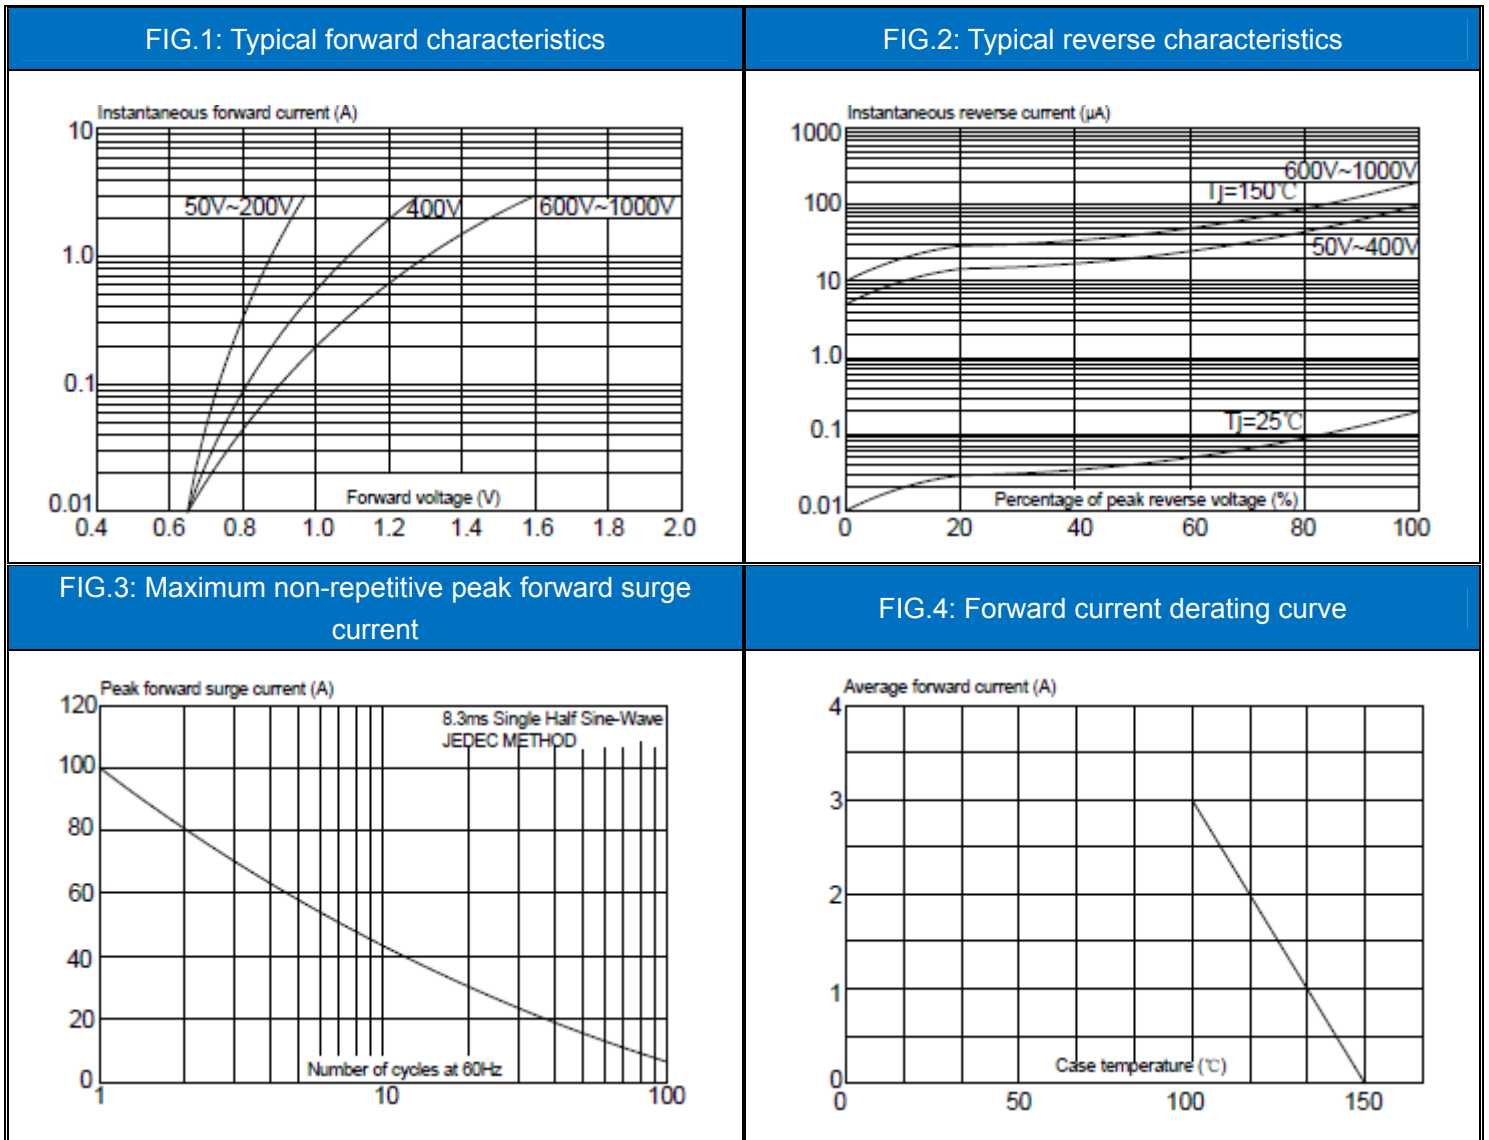 FIG.1: Typical forward characteristics
Instantaneous forward current (A)
10
1.0
0.1
0.01
50V~200V
400V
600V~1000V
Forward voltage (V)
0.4 0.6 0.8 1.0 1.2 1.4 1.6 1.8 2.0
FIG.2: Typical reverse characteristics
Instantaneous reverse current (μA)
1000
100
10
1.0
0.1
0.01
600V~1000V
Tj=150℃
50V~400V
Tj=25℃
Percentage of peak reverse voltage (%)
0 20 40 60 80 100
FIG.3: Maximum non-repetitive peak forward surge
current
Peak forward surge current (A)
120
100
80
60
40
20
0
8.3ms Single Half Sine-Wave
JEDEC METHOD
Number of cycles at 60Hz
1 10 100
FIG.4: Forward current derating curve
Average forward current (A)
4
3
2
1
0
Case temperature (℃)
0 50 100 150